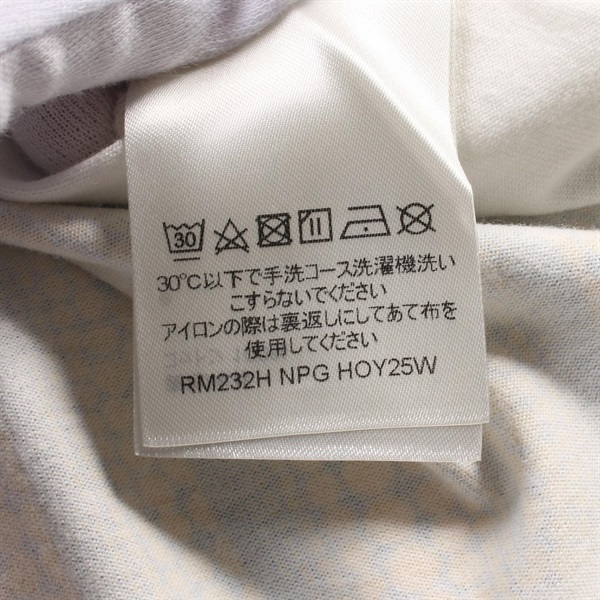 30
30℃以下で手洗コース洗濯機洗い
こすらないでください
アイロンの際は裏返しにしてあて布を
使用してください
RM232H NPG HOY25W